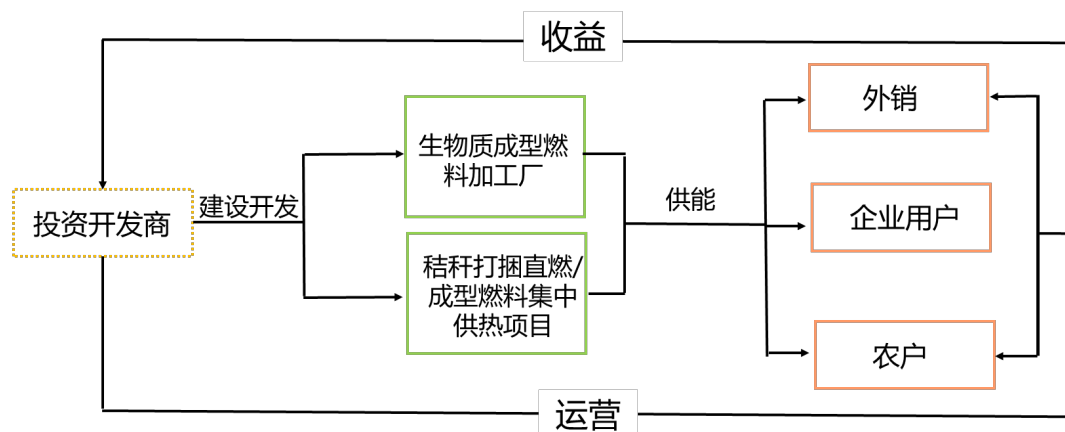 收益
外销
生物质成型燃
料加工厂
建设开发
供能
投资开发商
企业用户
秸秆打捆直燃/
成型燃料集中
供热项目
农户
运营